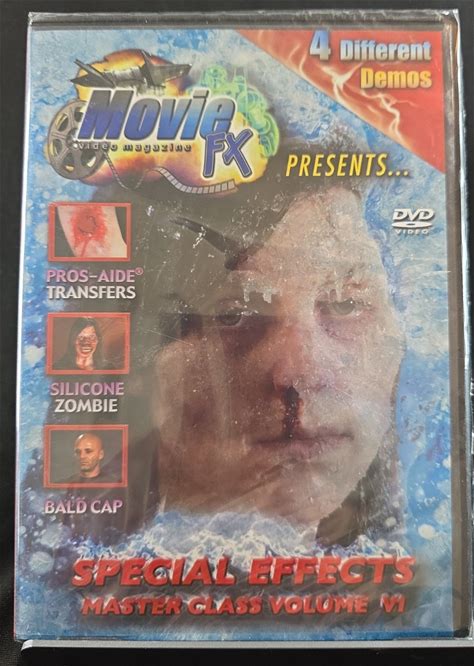 4 Different
Demos
Movie
video magazine
FX
PRESENTS...
DVD
VIDEO
PROS-AIDE®
TRANSFERS
SILICONE
ZOMBIE
BALD CAP
SPECIAL EFFECTS
MASTER CLASS VOLUME VI